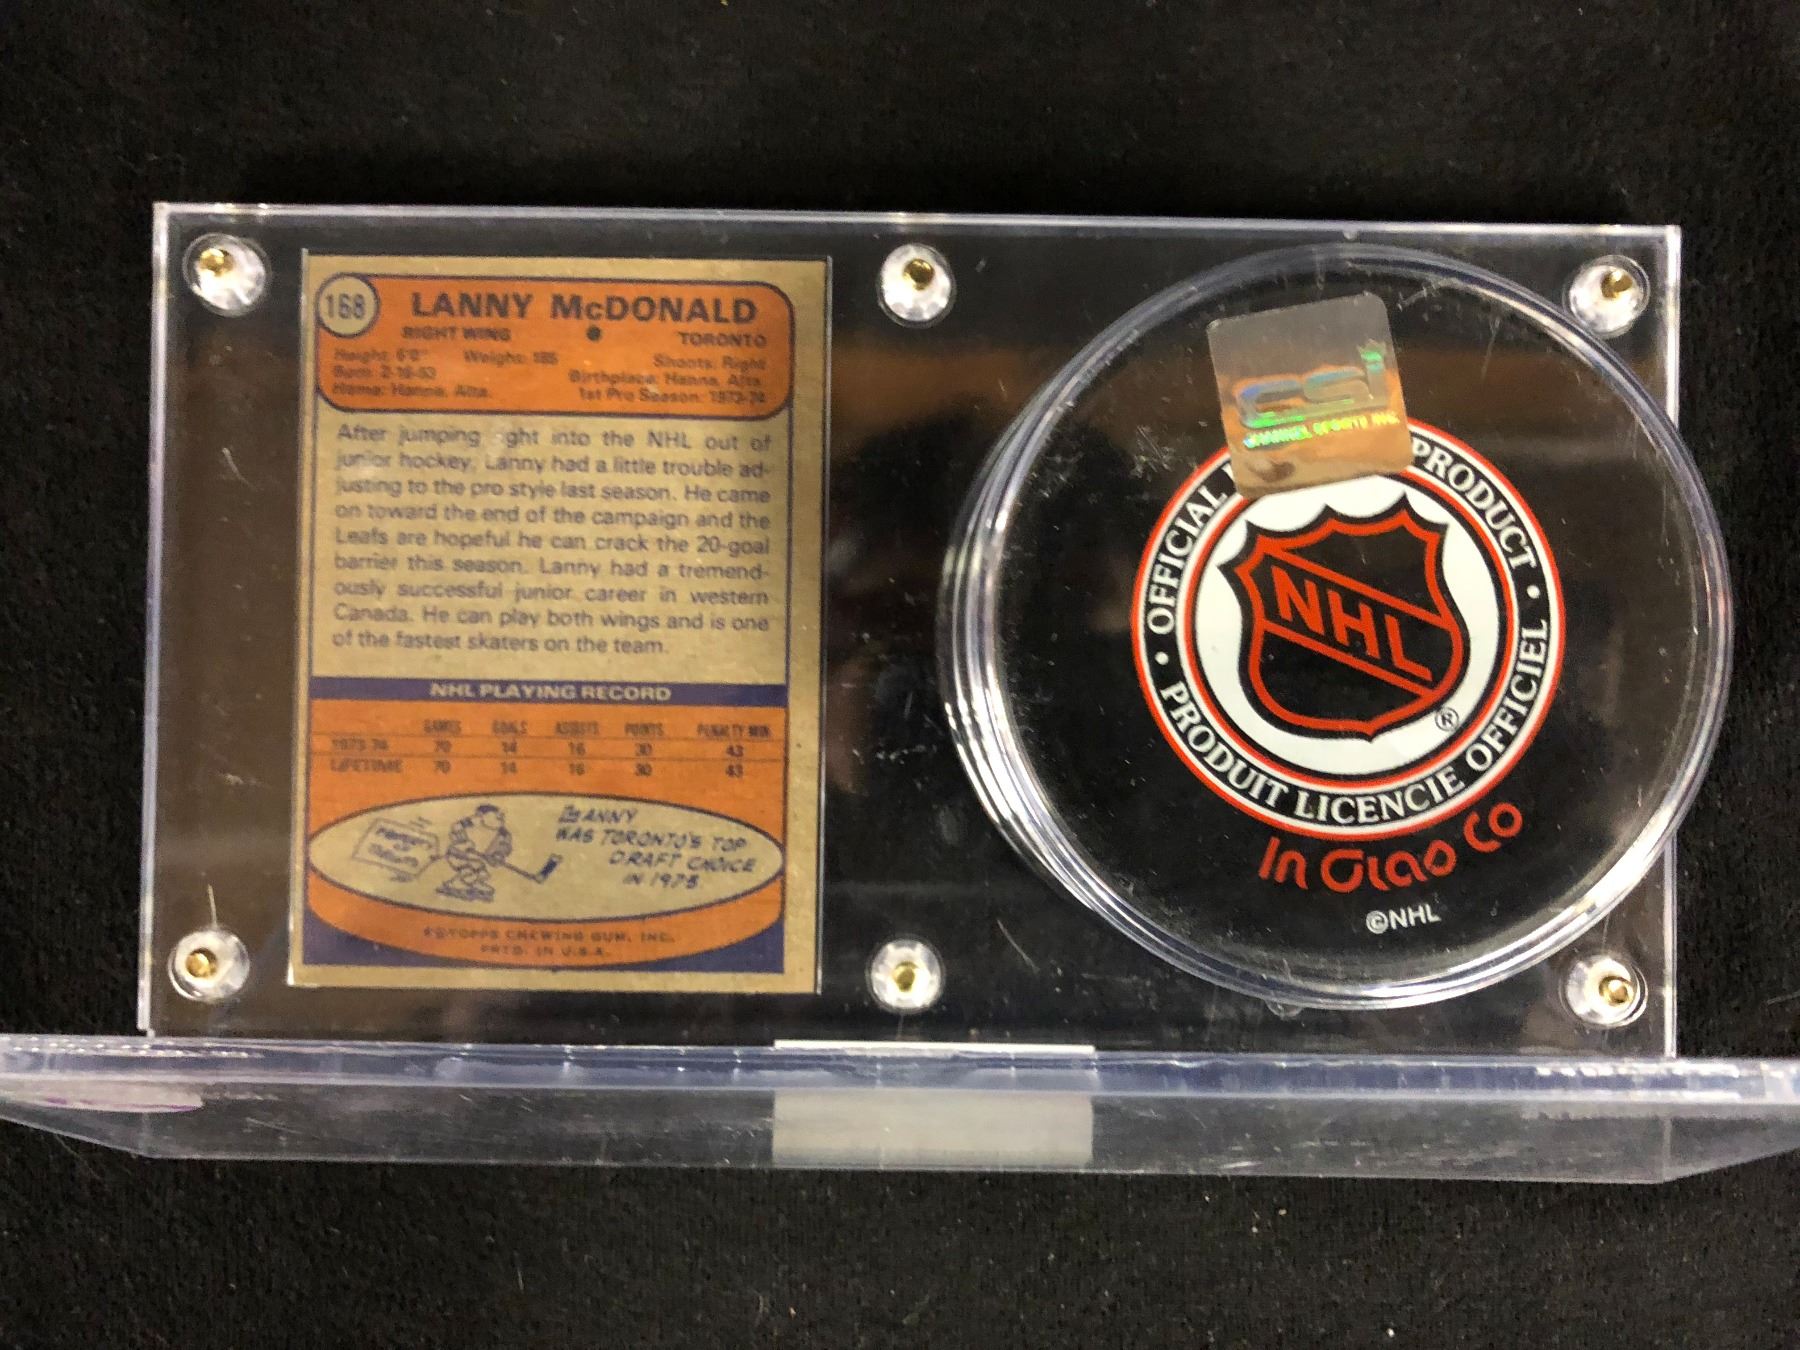 168
LANNY McDONALD
RIGHT WING TORONTO
Height: 6'0" Weight: 185 Shoots: Right
Born: 2-16-53 Birthplace: Hanna, Alta.
Home: Hanna, Alta. 1st Pro Season: 1973-74
After jumping ght into the NHL out of
junior hockey, Lanny had a little trouble ad-
justing to the pro style last season. He came
on toward the end of the campaign and the
Leafs are hopeful he can crack the 20-goal
barrier this season. Lanny had a tremend-
ously successful junior career in western
Canada. He can play both wings and is one
of the fastest skaters on the team.
NHL PLAYING RECORD
GAMES GOALS ASSISTS POINTS PENALTY MIN.
1973-74 70 14 16 30 43
LIFETIME 70 14 16 30 43
LANNY
WAS TORONTO'S TOP
DRAFT CHOICE
IN 1973.
© TOPPS CHEWING GUM, INC.
PRTD. IN U.S.A.
CSI
CHANNEL SPORTS INC.
• OFFICIAL PRODUCT •
NHL
®
PRODUIT LICENCIE OFFICIEL
In Glas Co
©NHL